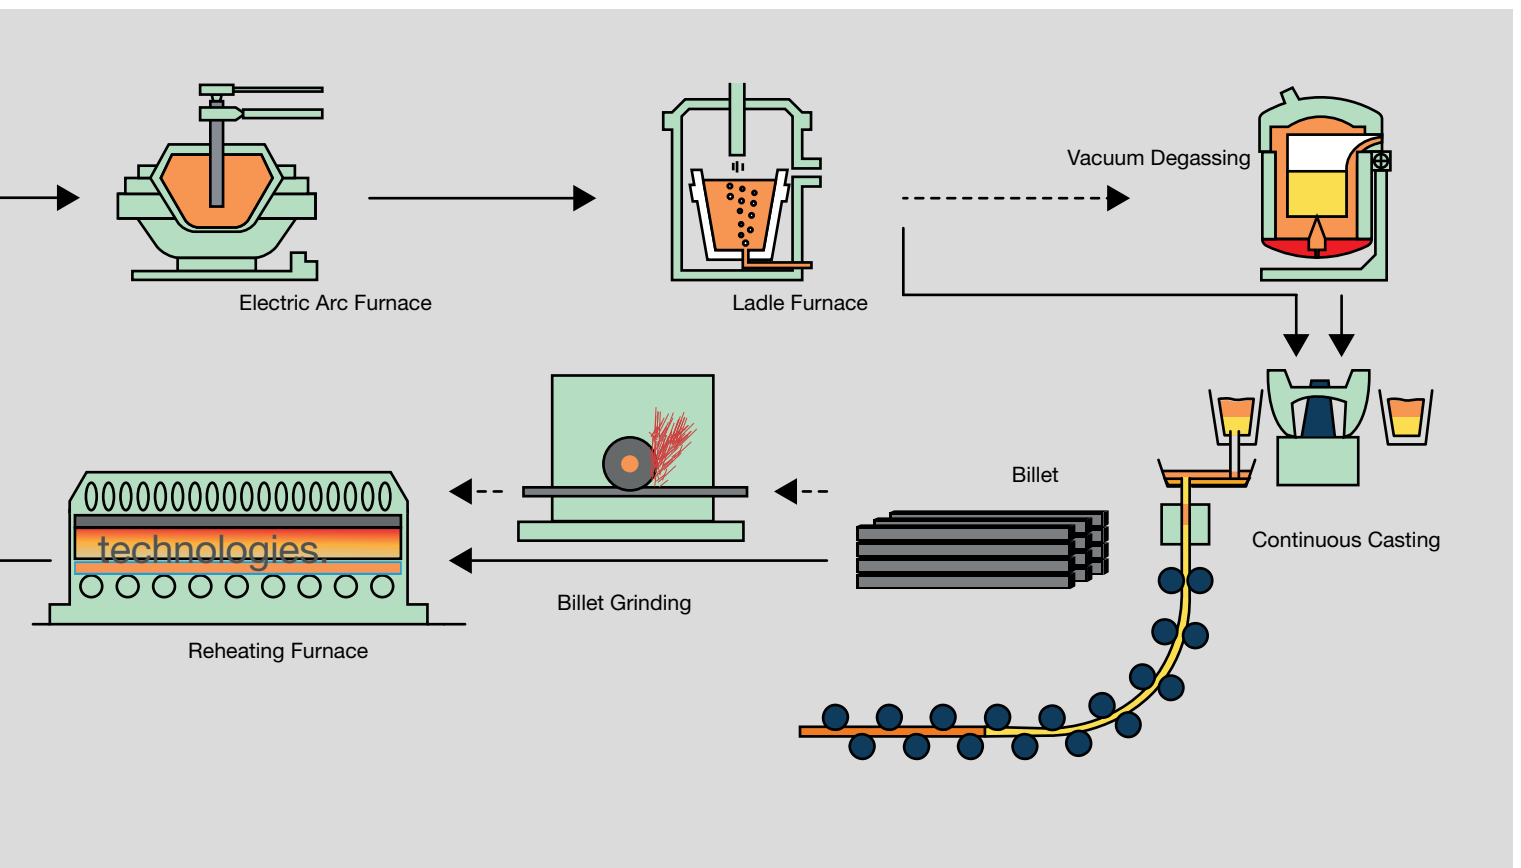 Vacuum Degassing
Electric Arc Furnace
Ladle Furnace
Billet
Continuous Casting
technologies.
Billet Grinding
Reheating Furnace